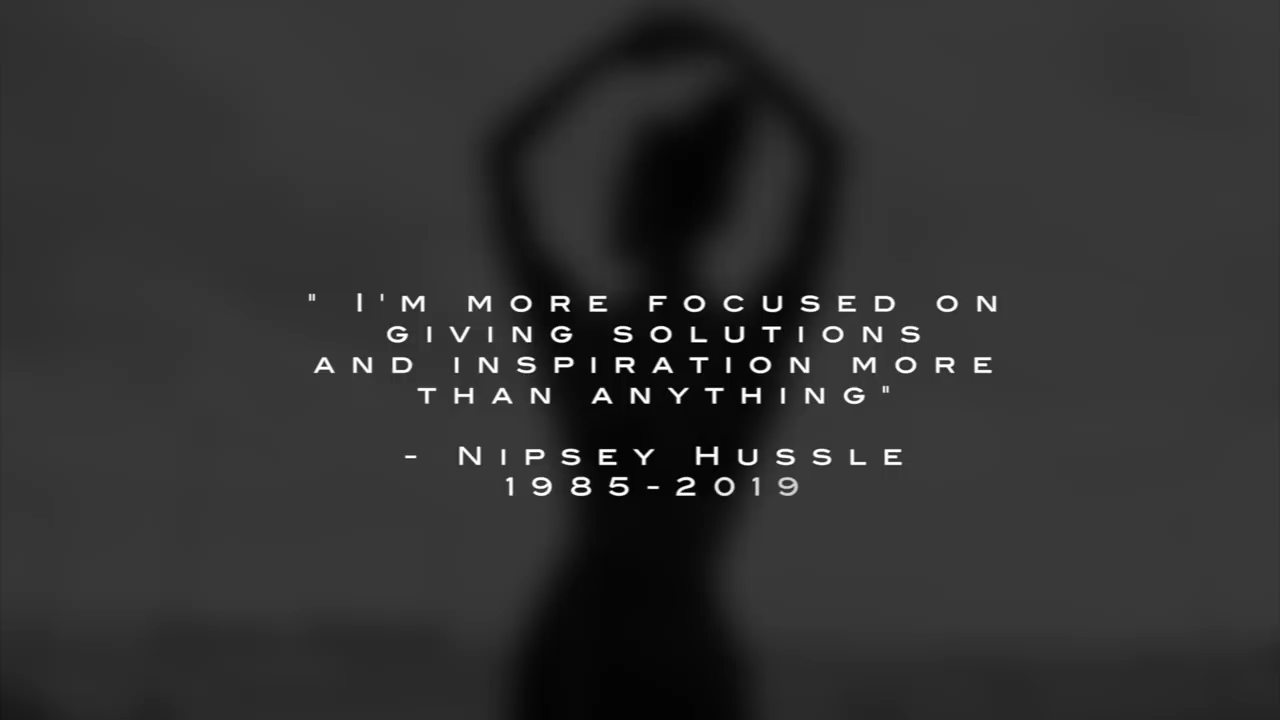 " I'M MORE FOCUSED ON
GIVING SOLUTIONS
AND INSPIRATION MORE
THAN ANYTHING"
- NIPSEY HUSSLE
1985-2019